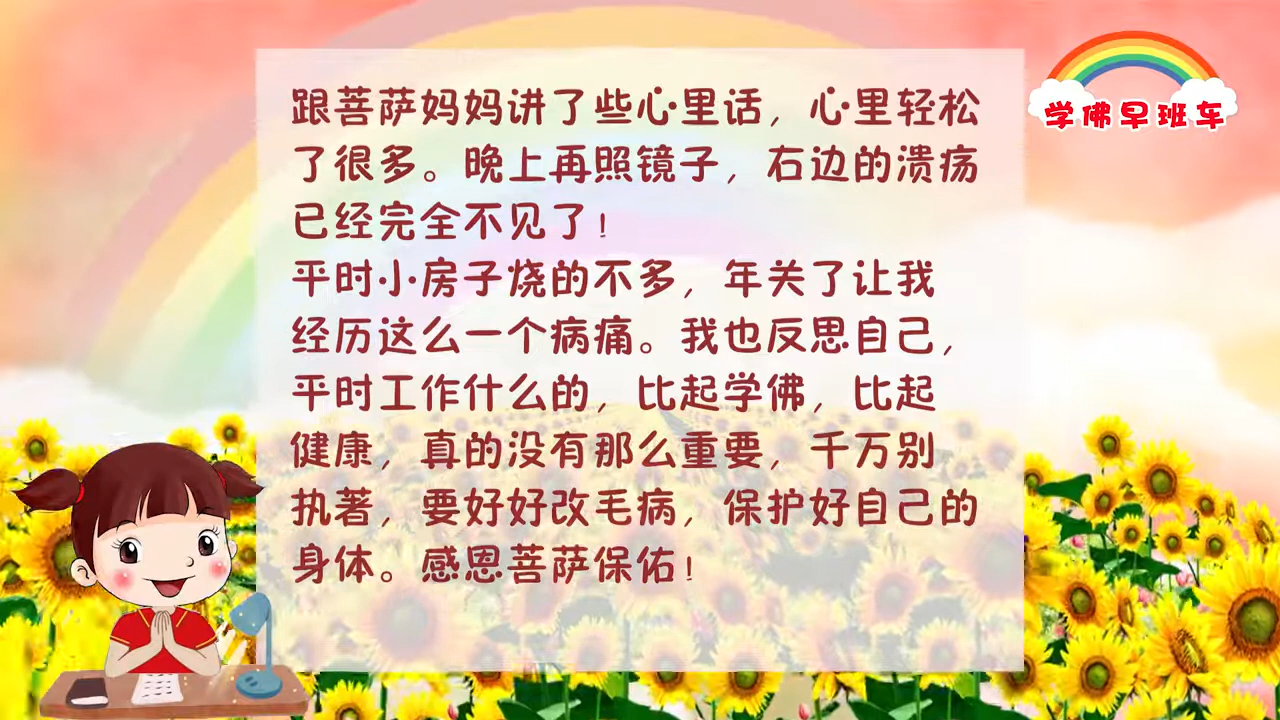 学佛早班车
跟菩萨妈妈讲了些心里话，心里轻松
了很多。晚上再照镜子，右边的溃疡
已经完全不见了！
平时小房子烧的不多，年关了让我
经历这么一个病痛。我也反思自己，
平时工作什么的，比起学佛，比起
健康，真的没有那么重要，千万别
执著，要好好改毛病，保护好自己的
身体。感恩菩萨保佑！